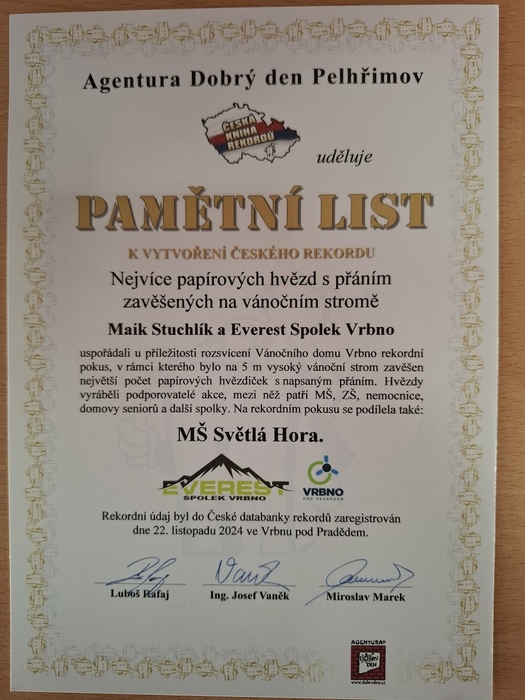 Agentura Dobrý den Pelhřimov
ČESKÁ
KNIHA
REKORDŮ
uděluje
PAMĚTNÍ LIST
K VYTVOŘENÍ ČESKÉHO REKORDU
Nejvíce papírových hvězd s přáním
zavěšených na vánočním stromě
Maik Stuchlík a Everest Spolek Vrbno
uspořádali u příležitosti rozsvícení Vánočního domu Vrbno rekordní
pokus, v rámci kterého bylo na 5 m vysoký vánoční strom zavěšen
největší počet papírových hvězdiček s napsaným přáním. Hvězdy
vyráběli podporovatelé akce, mezi něž patří MŠ, ZŠ, nemocnice,
domovy seniorů a další spolky. Na rekordním pokusu se podílela také:
MŠ Světlá Hora.
EVEREST
SPOLEK VRBNO
VRBNO
POD PRADĚDEM
Rekordní údaj byl do České databanky rekordů zaregistrován
dne 22. listopadu 2024 ve Vrbnu pod Pradědem.
Luboš Rafaj
Ing. Josef Vaněk
Miroslav Marek
AGENTURA
DOBRÝ
DEN
www.dobryden.cz